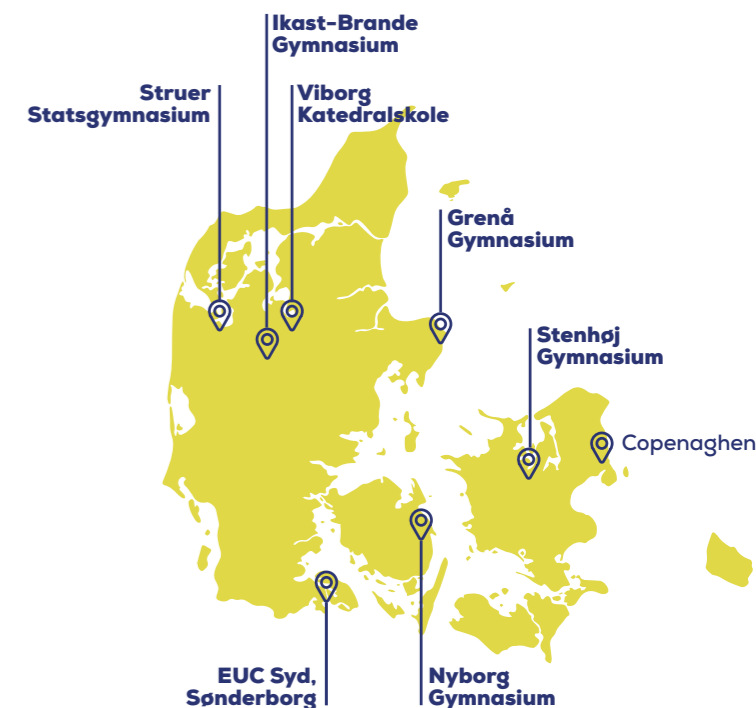 Ikast-Brande
Gymnasium
Struer
Statsgymnasium
Viborg
Katedralskole
Grenå
Gymnasium
Stenhøj
Gymnasium
Copenaghen
EUC Syd,
Sønderborg
Nyborg
Gymnasium